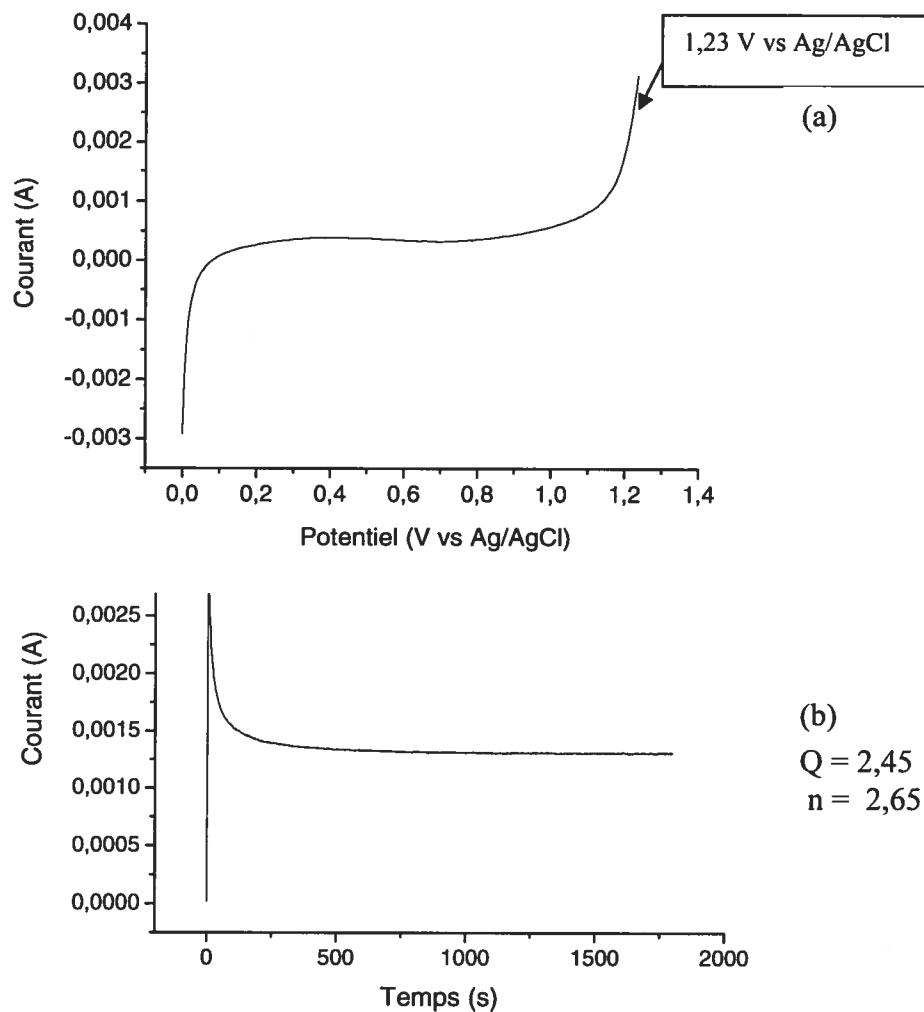 0,004
0,003
0,002
0,001
0,000
-0,001
-0,002
-0,003
Courant (A)
1,23 V vs Ag/AgCl
(a)
0,0 0,2 0,4 0,6 0,8 1,0 1,2 1,4
Potentiel (V vs Ag/AgCl)
0,0025
0,0020
0,0015
0,0010
0,0005
0,0000
Courant (A)
(b)
Q = 2,45
n = 2,65
0 500 1000 1500 2000
Temps (s)